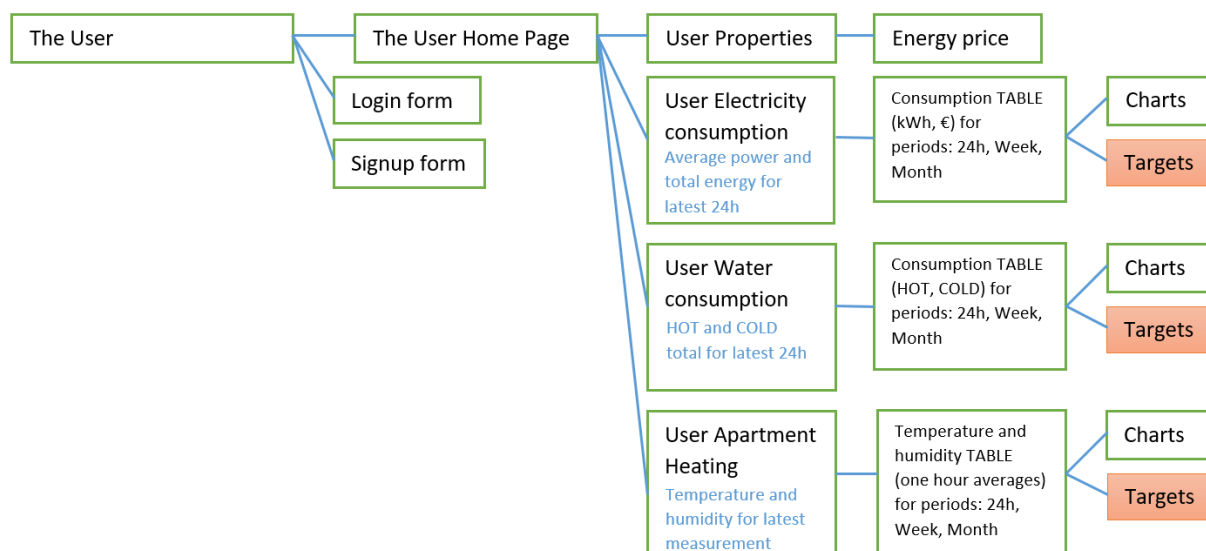 The User
The User Home Page
User Properties
Energy price
Login form
Signup form
User Electricity
consumption
Average power and
total energy for
latest 24h
Consumption TABLE
(kWh, €) for
periods: 24h, Week,
Month
Charts
Targets
User Water
consumption
HOT and COLD
total for latest 24h
Consumption TABLE
(HOT, COLD) for
periods: 24h, Week,
Month
Charts
Targets
User Apartment
Heating
Temperature and
humidity for latest
measurement
Temperature and
humidity TABLE
(one hour averages)
for periods: 24h,
Week, Month
Charts
Targets